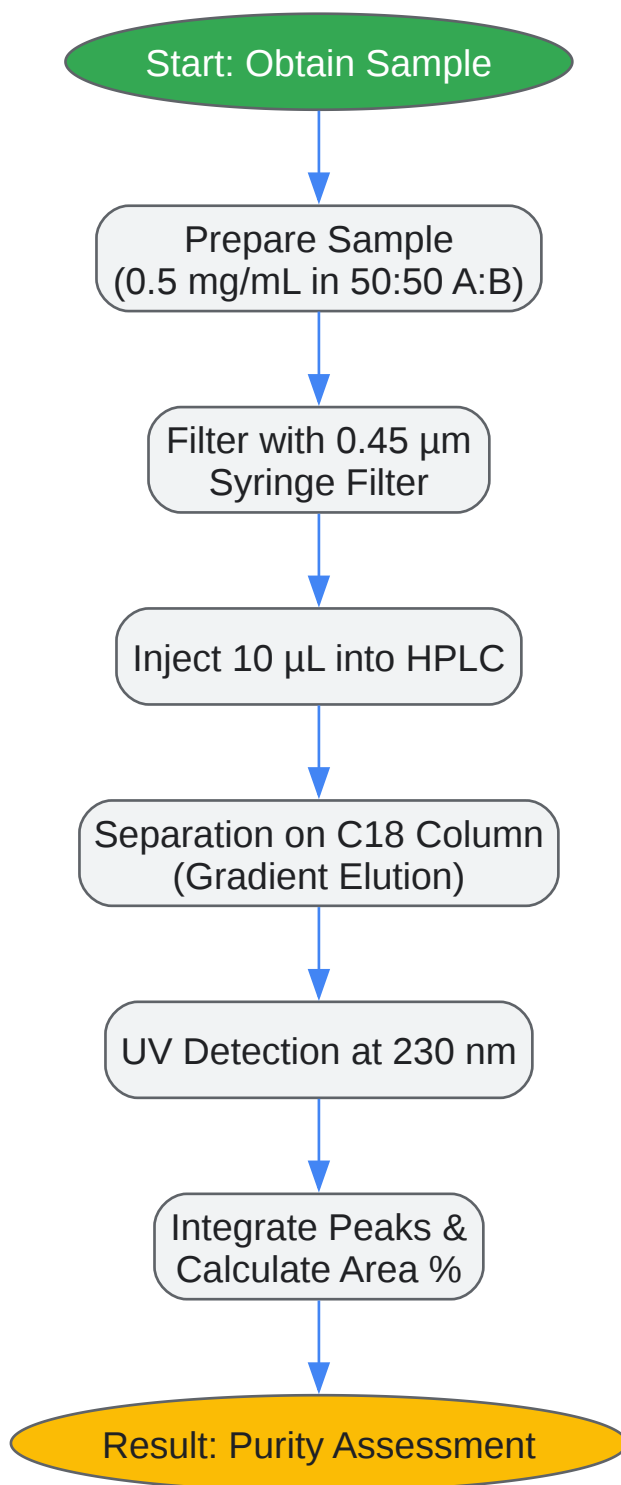 Start: Obtain Sample
Prepare Sample
(0.5 mg/mL in 50:50 A:B)
Filter with 0.45 µm
Syringe Filter
Inject 10 µL into HPLC
Separation on C18 Column
(Gradient Elution)
UV Detection at 230 nm
Integrate Peaks &
Calculate Area %
Result: Purity Assessment